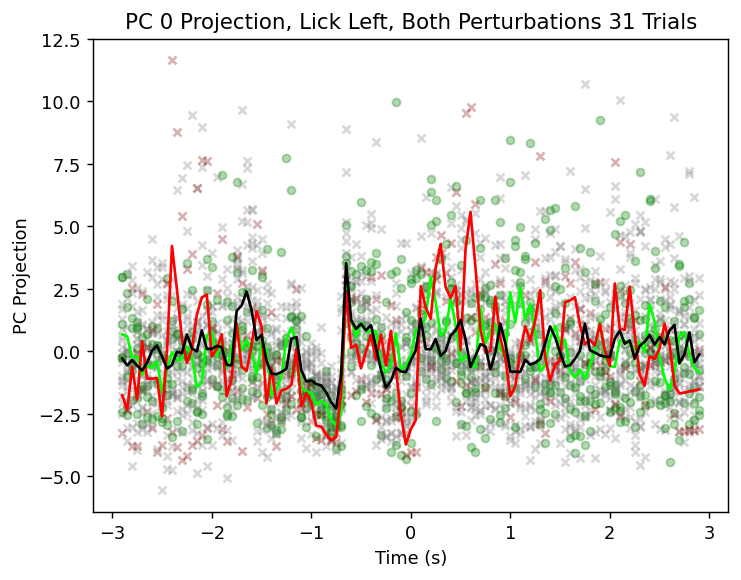 PC 0 Projection, Lick Left, Both Perturbations 31 Trials
12.5
10.0
7.5
5.0
2.5
0.0
−2.5
−5.0
PC Projection
−3 −2 −1 0 1 2 3
Time (s)